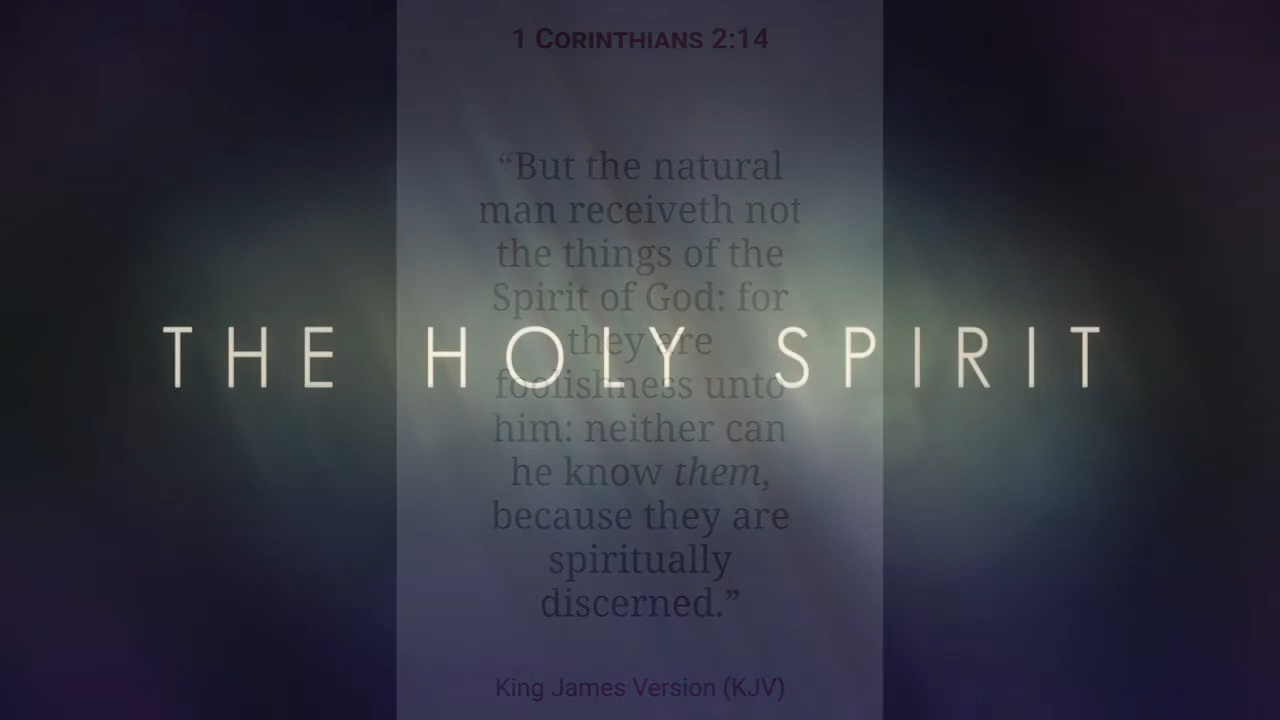 1 CORINTHIANS 2:14
“But the natural
man receiveth not
the things of the
Spirit of God: for
they are
THE HOLY SPIRIT
foolishness unto
him: neither can
he know them,
because they are
spiritually
discerned.”
King James Version (KJV)